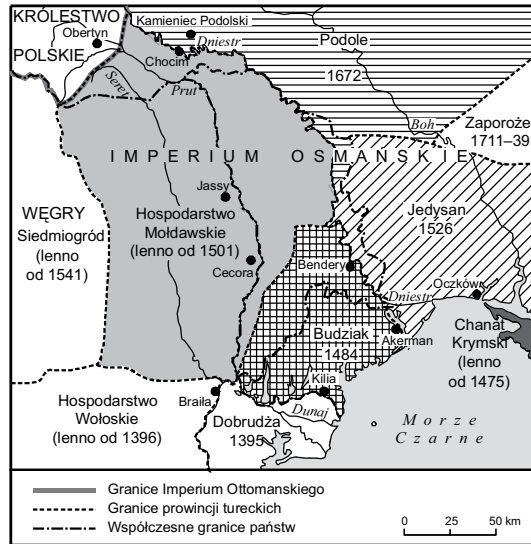 KRÓLESTWO
POLSKIE
Obertyn
Kamieniec Podolski
Dniestr
Chocim
Podole
1672
Seret
Prut
Boh
Zaporoże
1711–39
IMPERIUM OSMAŃSKIE
Jassy
WĘGRY
Siedmiogród
(lenno
od 1541)
Hospodarstwo
Mołdawskie
(lenno od 1501)
Cecora
Jedysan
1526
Bendery
Oczków
Dniestr
Budziak
1484
Akerman
Chanat
Krymski
(lenno
od 1475)
Kilia
Hospodarstwo
Wołoskie
(lenno od 1396)
Braiła
Dunaj
Dobrudża
1395
Morze
Czarne
Granice Imperium Ottomanskiego
Granice prowincji tureckich
Współczesne granice państw
0 25 50 km